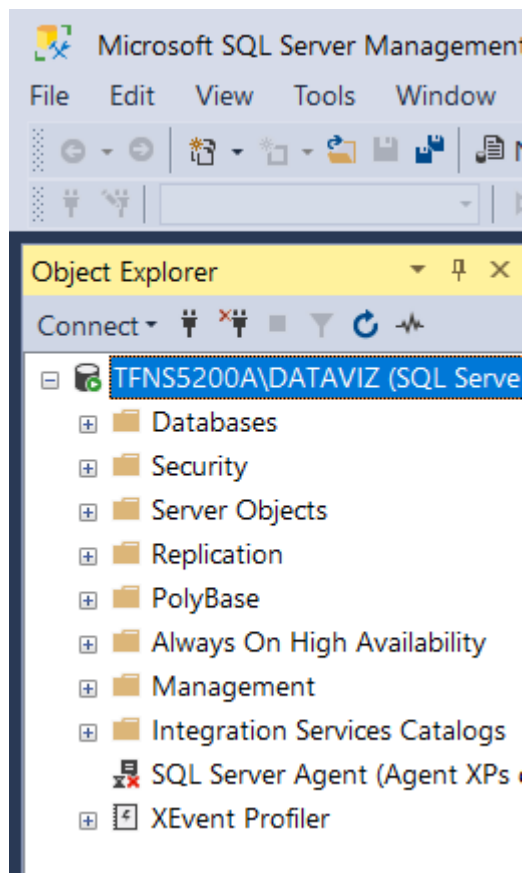 Microsoft SQL Server Management
File Edit View Tools Window
Object Explorer
Connect
TFNS5200A\DATAVIZ (SQL Serve
Databases
Security
Server Objects
Replication
PolyBase
Always On High Availability
Management
Integration Services Catalogs
SQL Server Agent (Agent XPs
XEvent Profiler